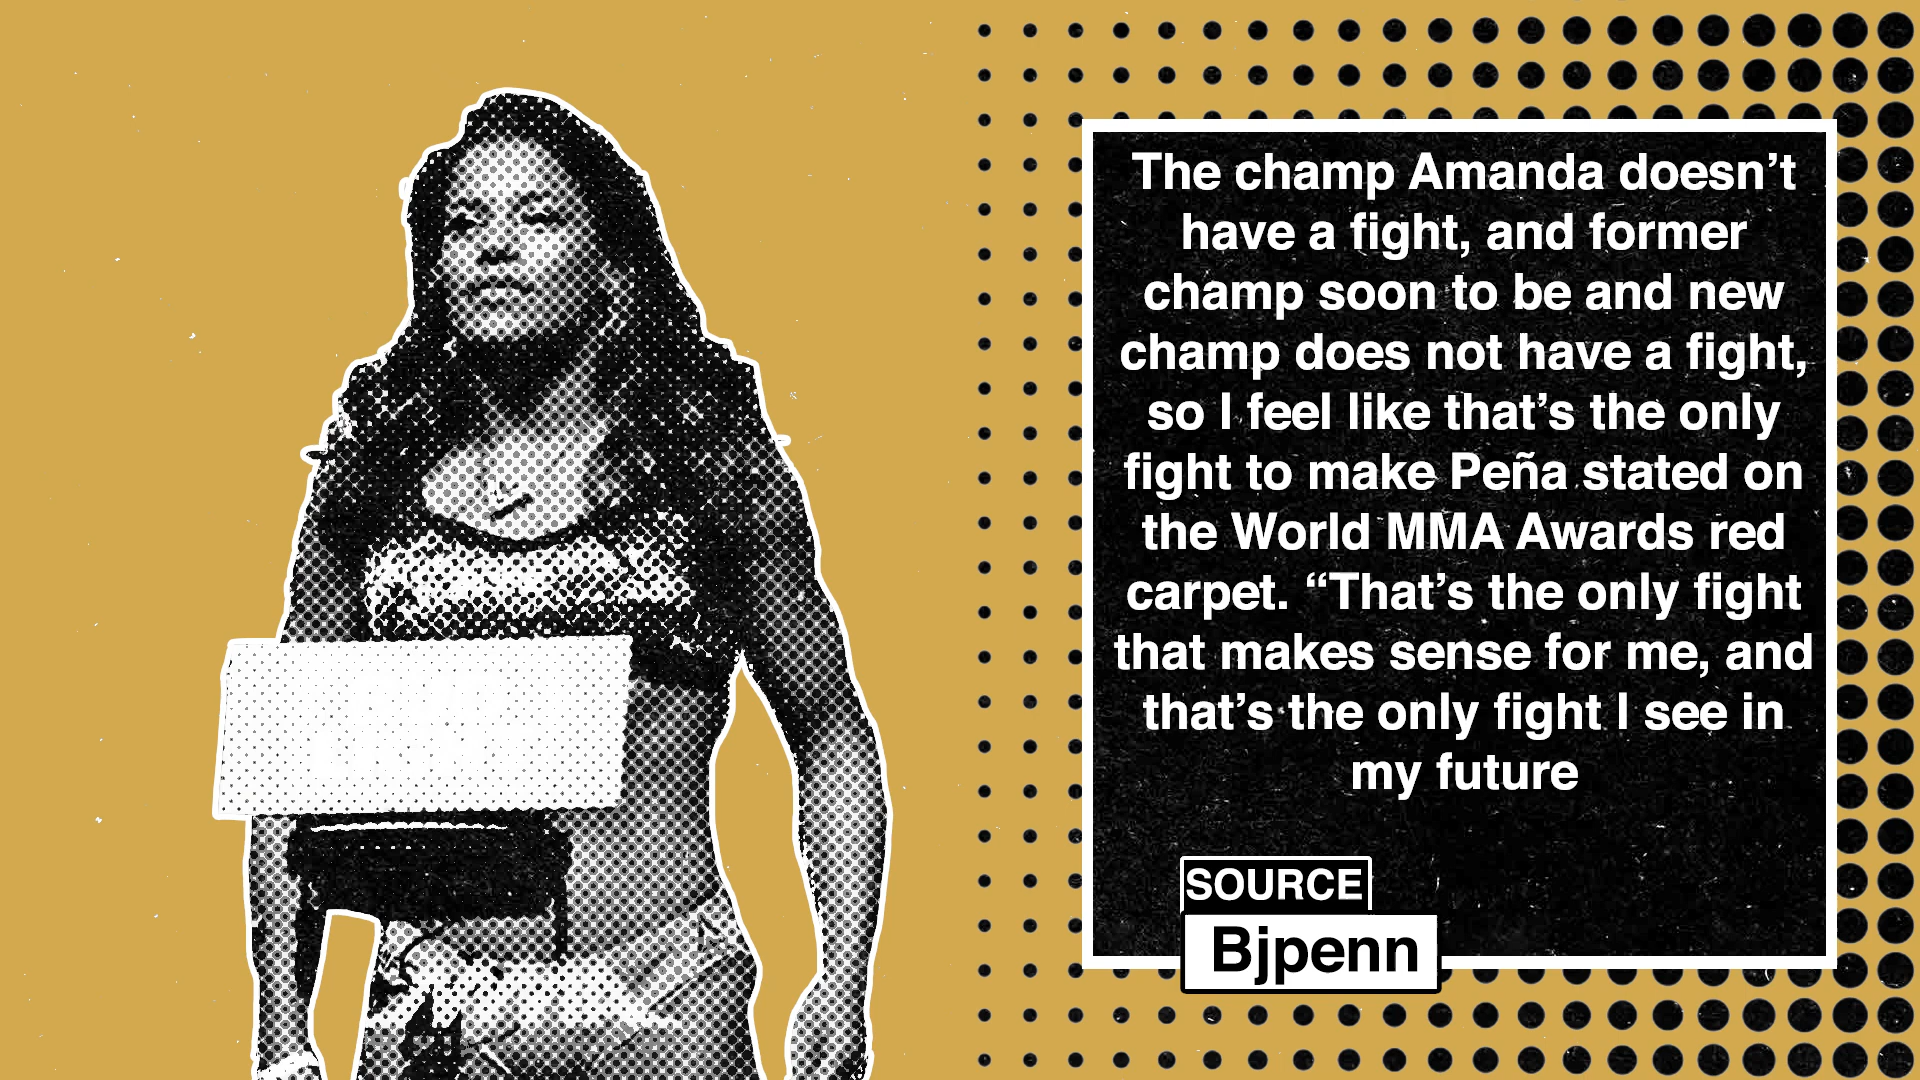 The champ Amanda doesn’t
have a fight, and former
champ soon to be and new
champ does not have a fight,
so I feel like that’s the only
fight to make Peña stated on
the World MMA Awards red
carpet. “That’s the only fight
that makes sense for me, and
that’s the only fight I see in
my future
SOURCE
Bjpenn